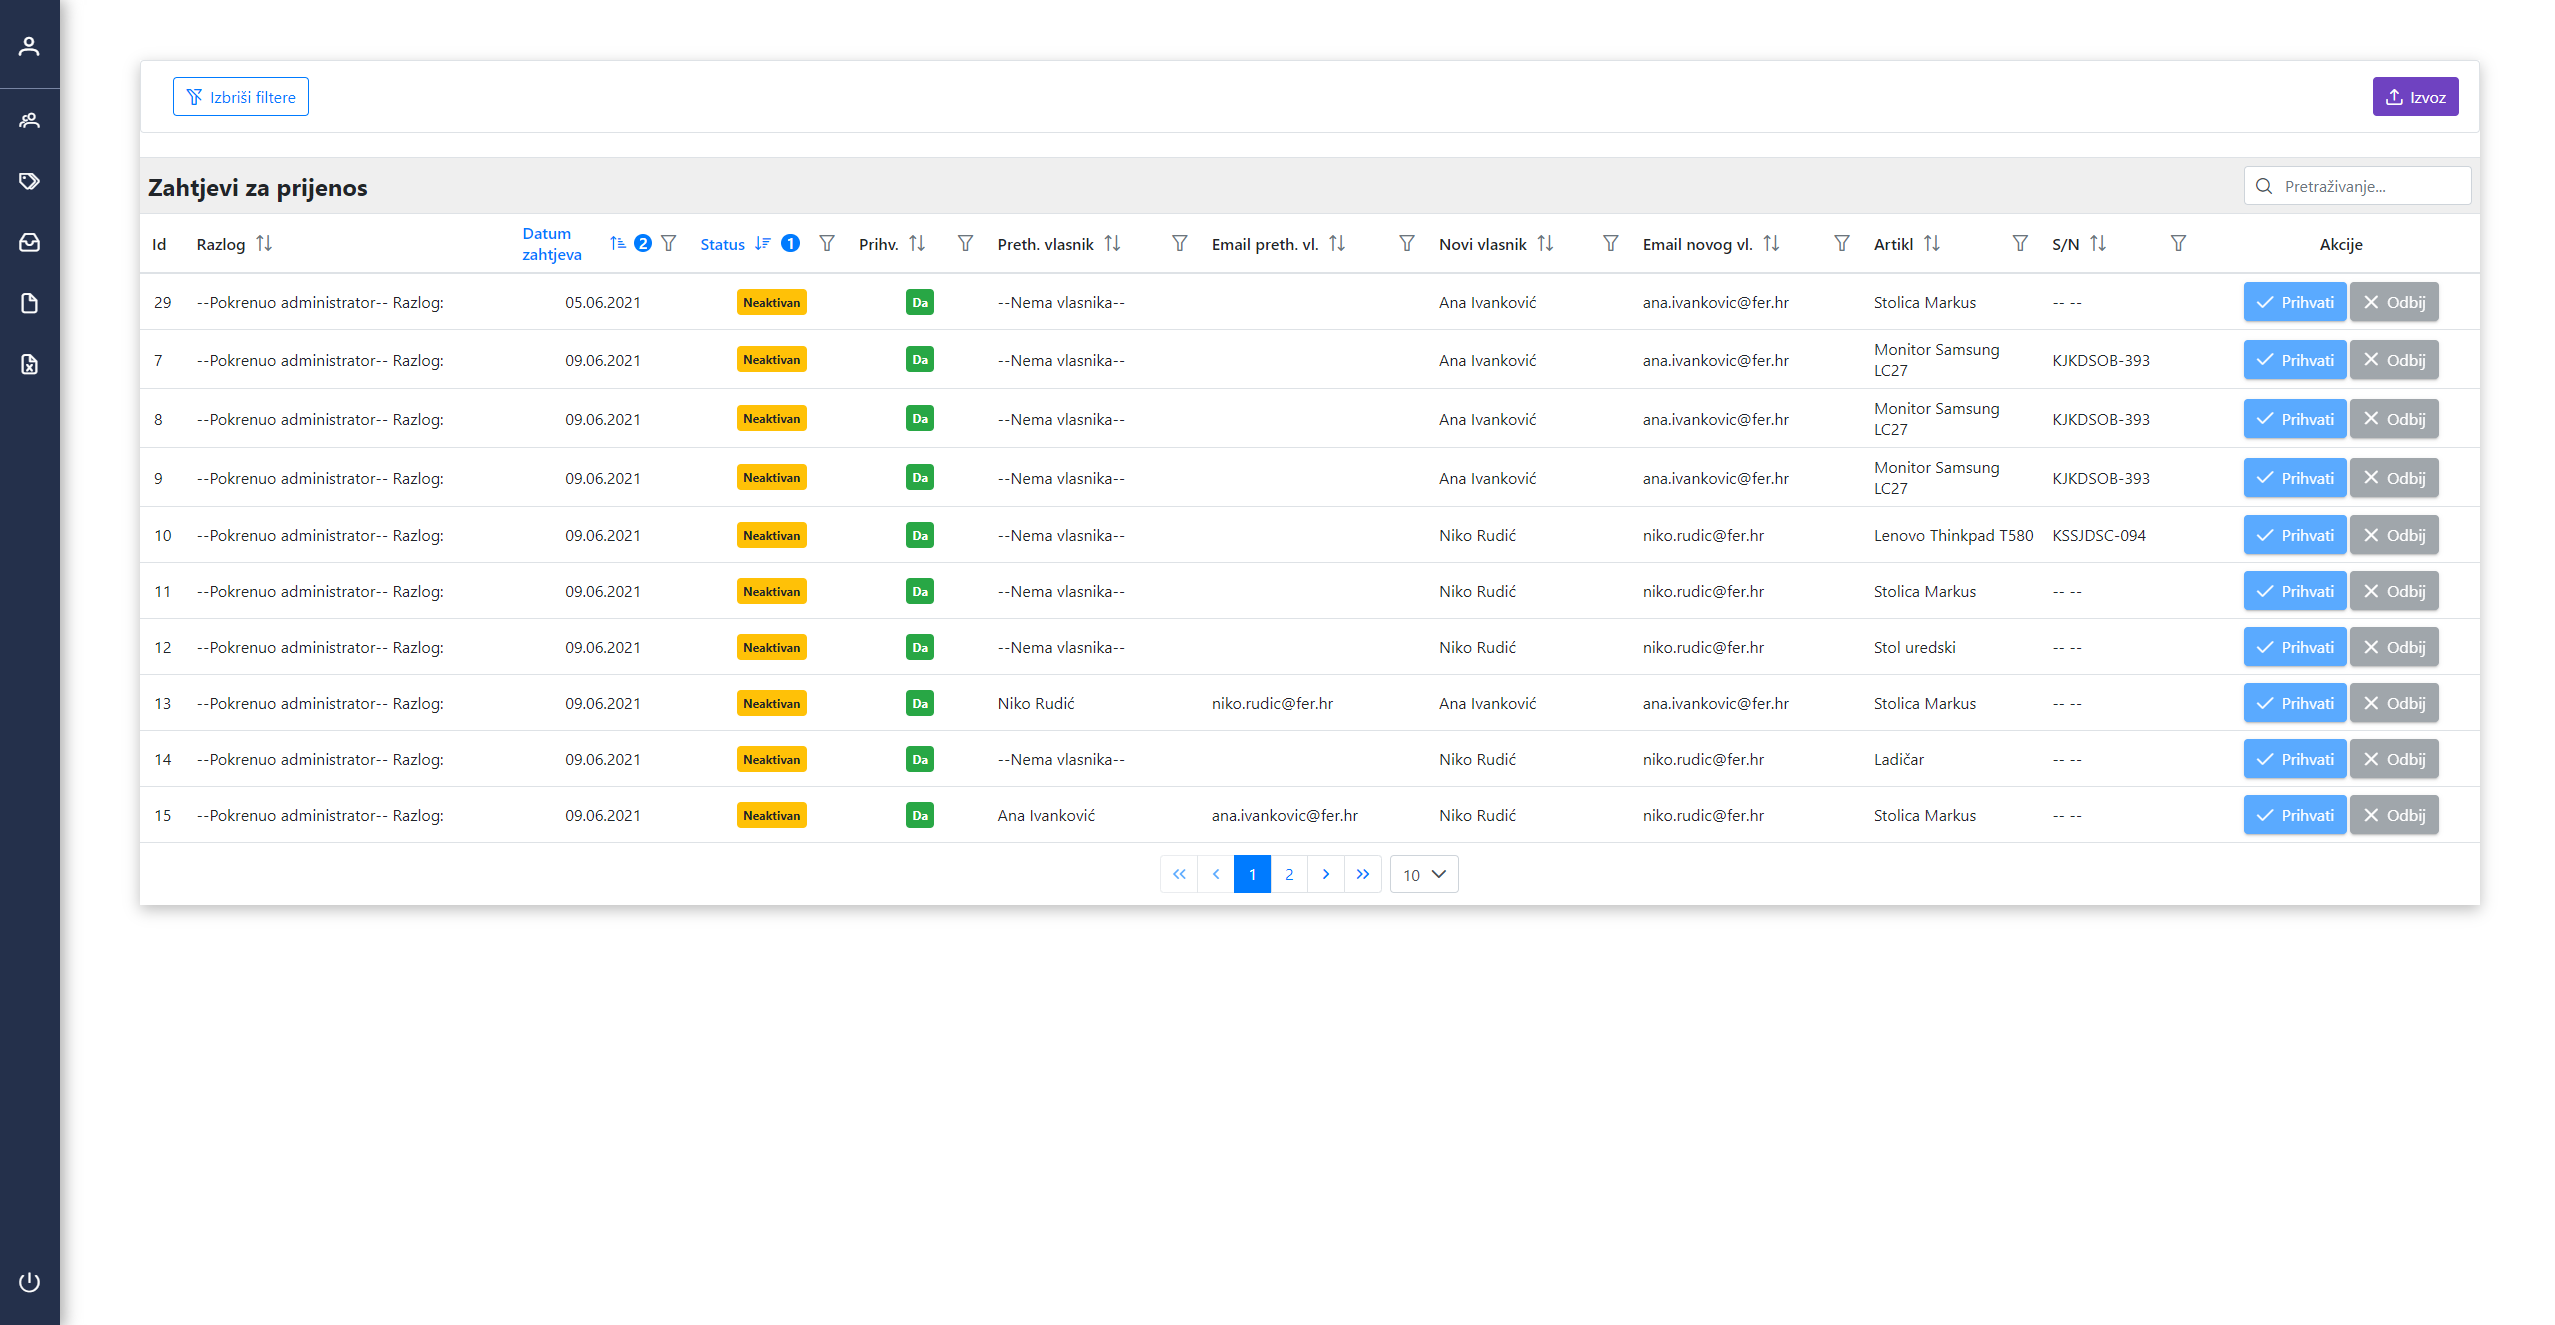 Izbriši filtere
Izvoz
Zahtjevi za prijenos
Pretraživanje...
Id Razlog Datum zahtjeva 2 Status 1 Prihv. Preth. vlasnik Email preth. vl. Novi vlasnik Email novog vl. Artikl S/N Akcije
29 --Pokrenuo administrator-- Razlog: 05.06.2021 Neaktivan Da --Nema vlasnika-- Ana Ivanković ana.ivankovic@fer.hr Stolica Markus -- -- Prihvati Odbij
7 --Pokrenuo administrator-- Razlog: 09.06.2021 Neaktivan Da --Nema vlasnika-- Ana Ivanković ana.ivankovic@fer.hr Monitor Samsung LC27 KJKDSOB-393 Prihvati Odbij
8 --Pokrenuo administrator-- Razlog: 09.06.2021 Neaktivan Da --Nema vlasnika-- Ana Ivanković ana.ivankovic@fer.hr Monitor Samsung LC27 KJKDSOB-393 Prihvati Odbij
9 --Pokrenuo administrator-- Razlog: 09.06.2021 Neaktivan Da --Nema vlasnika-- Ana Ivanković ana.ivankovic@fer.hr Monitor Samsung LC27 KJKDSOB-393 Prihvati Odbij
10 --Pokrenuo administrator-- Razlog: 09.06.2021 Neaktivan Da --Nema vlasnika-- Niko Rudić niko.rudic@fer.hr Lenovo Thinkpad T580 KSSJDSC-094 Prihvati Odbij
11 --Pokrenuo administrator-- Razlog: 09.06.2021 Neaktivan Da --Nema vlasnika-- Niko Rudić niko.rudic@fer.hr Stolica Markus -- -- Prihvati Odbij
12 --Pokrenuo administrator-- Razlog: 09.06.2021 Neaktivan Da --Nema vlasnika-- Niko Rudić niko.rudic@fer.hr Stol uredski -- -- Prihvati Odbij
13 --Pokrenuo administrator-- Razlog: 09.06.2021 Neaktivan Da Niko Rudić niko.rudic@fer.hr Ana Ivanković ana.ivankovic@fer.hr Stolica Markus -- -- Prihvati Odbij
14 --Pokrenuo administrator-- Razlog: 09.06.2021 Neaktivan Da --Nema vlasnika-- Niko Rudić niko.rudic@fer.hr Ladičar -- -- Prihvati Odbij
15 --Pokrenuo administrator-- Razlog: 09.06.2021 Neaktivan Da Ana Ivanković ana.ivankovic@fer.hr Niko Rudić niko.rudic@fer.hr Stolica Markus -- -- Prihvati Odbij
1 2 10